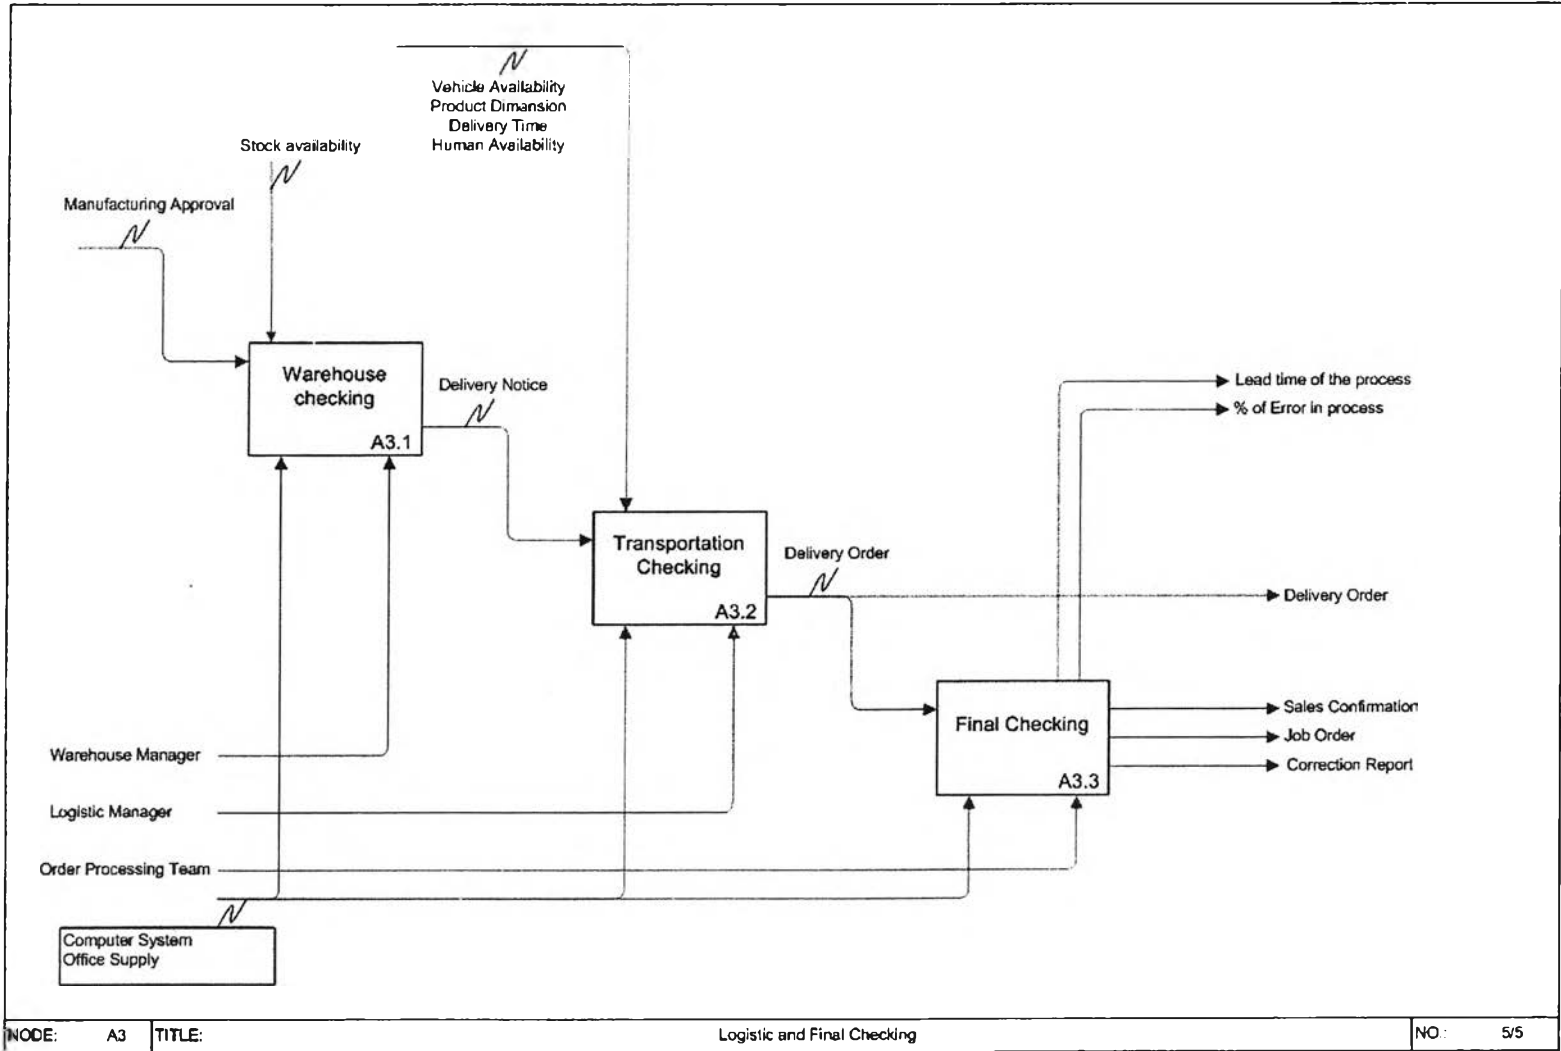 Vehicle Availability
Product Dimansion
Delivery Time
Human Availability
Stock availability
Manufacturing Approval
Warehouse
checking
A3.1
Delivery Notice
Lead time of the process
% of Error in process
Transportation
Checking
A3.2
Delivery Order
Delivery Order
Final Checking
A3.3
Sales Confirmation
Job Order
Correction Report
Warehouse Manager
Logistic Manager
Order Processing Team
Computer System
Office Supply
NODE: A3 TITLE: Logistic and Final Checking NO.: 5/5